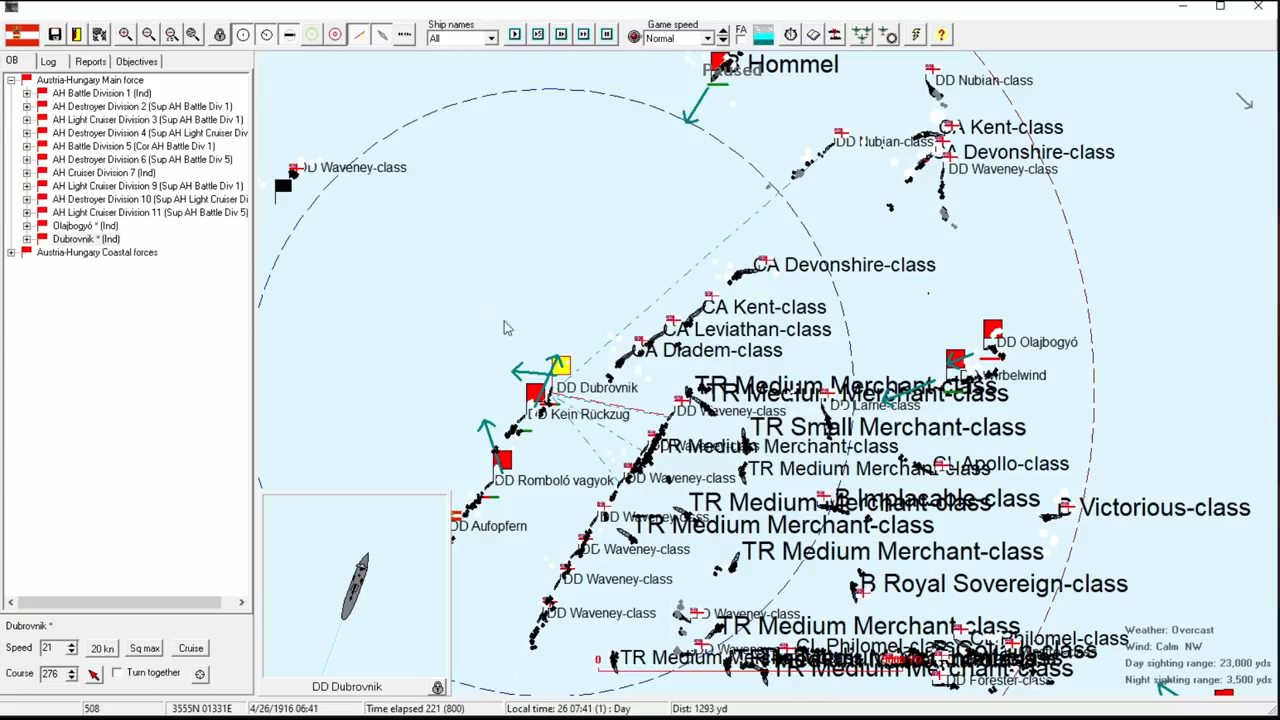 Ship names
All
Game speed
Normal
FA
OB
Log
Reports
Objectives
Austria-Hungary Main force
AH Battle Division 1 (Ind)
AH Destroyer Division 2 (Sup AH Battle Div 1)
AH Light Cruiser Division 3 (Sup AH Battle Div 1)
AH Destroyer Division 4 (Sup AH Light Cruiser Div
AH Battle Division 5 (Cor AH Battle Div 1)
AH Destroyer Division 6 (Sup AH Battle Div 5)
AH Cruiser Division 7 (Ind)
AH Light Cruiser Division 9 (Sup AH Battle Div 1)
AH Destroyer Division 10 (Sup AH Light Cruiser Div
AH Light Cruiser Division 11 (Sup AH Battle Div 5)
Olajbogyó * (Ind)
Dubrovnik * (Ind)
Austria-Hungary Coastal forces
Hommel
Paused
DD Nubian-class
CA Kent-class
DD Nubian-class
CA Devonshire-class
DD Waveney-class
DD Waveney-class
CA Devonshire-class
CA Kent-class
CA Leviathan-class
DD Olajbogyó
CA Diadem-class
DD Dubrovnik
TR Medium Merchant-class
DD Kein Rückzug
DD Waveney-class
DD Larne-class
TR Small Merchant-class
TR Medium Merchant-class
CL Apollo-class
TR Medium Merchant-class
DD Romboló vagyok
DD Waveney-class
TR Medium Merchant-class
B Implacable-class
B Victorious-class
DD Aufopfern
DD Waveney-class
TR Medium Merchant-class
DD Waveney-class
TR Medium Merchant-class
DD Waveney-class
B Royal Sovereign-class
DD Waveney-class
DD Waveney-class
TR Medium Merchant-class
CL Philomel-class
CL Philomel-class
0
DD Forester-class
Weather: Overcast
Wind: Calm NW
Day sighting range: 23,000 yds
Night sighting range: 3,500 yds
Dubrovnik *
Speed
21
20 kn
Sq max
Cruise
Course
276
Turn together
DD Dubrovnik
508
3555N 01331E
4/26/1916 06:41
Time elapsed 221 (800)
Local time: 26 07:41 () : Day
Dist: 1293 yd